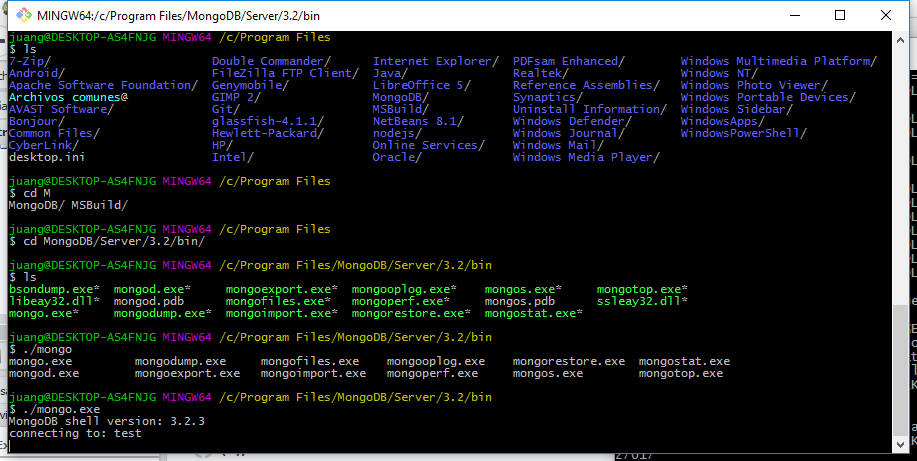 MINGW64:/c/Program Files/MongoDB/Server/3.2/bin
juang@DESKTOP-AS4FNJG MINGW64 /c/Program Files
$ ls
7-Zip/ Double Commander/ Internet Explorer/ PDFsam Enhanced/ Windows Multimedia Platform/
Android/ FileZilla FTP Client/ Java/ Realtek/ Windows NT/
Apache Software Foundation/ Genymobile/ LibreOffice 5/ Reference Assemblies/ Windows Photo Viewer/
Archivos comunes@ GIMP 2/ MongoDB/ Synaptics/ Windows Portable Devices/
AVAST Software/ Git/ MSBuild/ Uninstall Information/ Windows Sidebar/
Bonjour/ glassfish-4.1.1/ NetBeans 8.1/ Windows Defender/ WindowsApps/
Common Files/ Hewlett-Packard/ nodejs/ Windows Journal/ WindowsPowerShell/
CyberLink/ HP/ Online Services/ Windows Mail/
desktop.ini Intel/ Oracle/ Windows Media Player/
juang@DESKTOP-AS4FNJG MINGW64 /c/Program Files
$ cd M
MongoDB/ MSBuild/
juang@DESKTOP-AS4FNJG MINGW64 /c/Program Files
$ cd MongoDB/Server/3.2/bin/
juang@DESKTOP-AS4FNJG MINGW64 /c/Program Files/MongoDB/Server/3.2/bin
$ ls
bsondump.exe* mongod.exe* mongoexport.exe* mongooplog.exe* mongos.exe* mongotop.exe*
libeay32.dll* mongod.pdb mongofiles.exe* mongoperf.exe* mongos.pdb ssleay32.dll*
mongo.exe* mongodump.exe* mongoimport.exe* mongorestore.exe* mongostat.exe*
juang@DESKTOP-AS4FNJG MINGW64 /c/Program Files/MongoDB/Server/3.2/bin
$ ./mongo
mongo.exe mongodump.exe mongofiles.exe mongooplog.exe mongorestore.exe mongostat.exe
mongod.exe mongoexport.exe mongoimport.exe mongoperf.exe mongos.exe mongotop.exe
juang@DESKTOP-AS4FNJG MINGW64 /c/Program Files/MongoDB/Server/3.2/bin
$ ./mongo.exe
MongoDB shell version: 3.2.3
connecting to: test